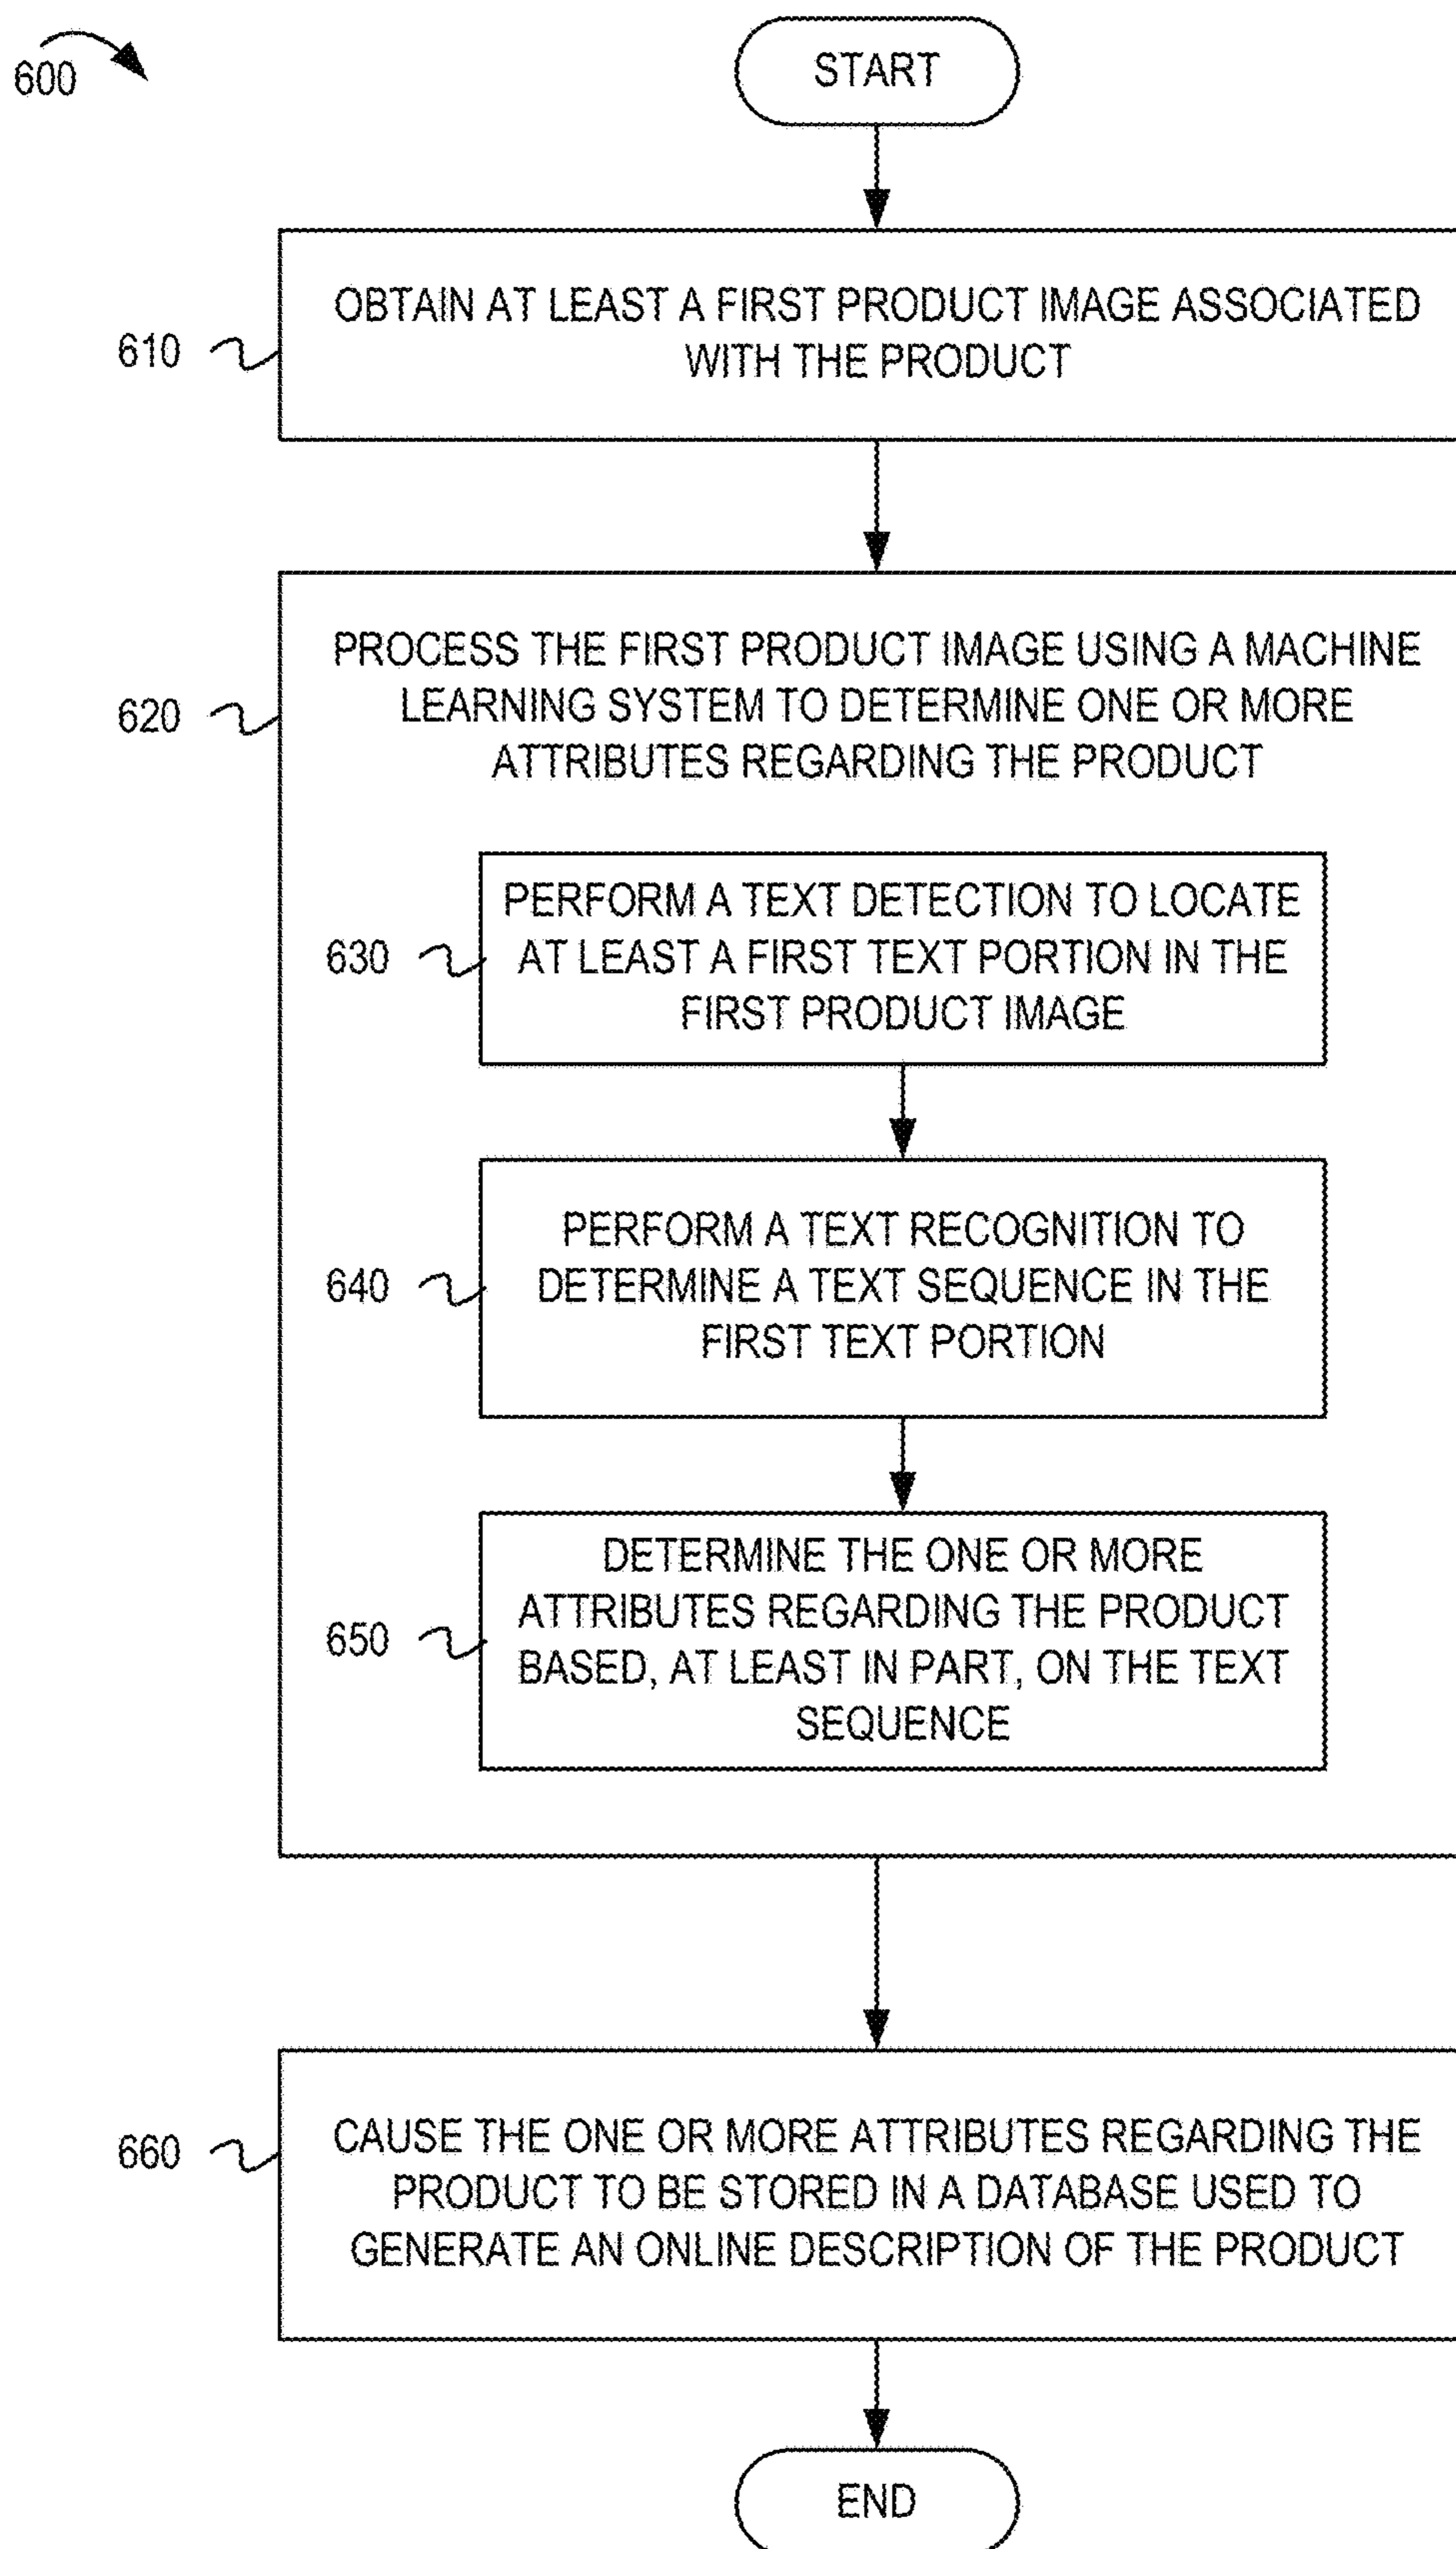 600
START
610
OBTAIN AT LEAST A FIRST PRODUCT IMAGE ASSOCIATED
WITH THE PRODUCT
620
PROCESS THE FIRST PRODUCT IMAGE USING A MACHINE
LEARNING SYSTEM TO DETERMINE ONE OR MORE
ATTRIBUTES REGARDING THE PRODUCT
630
PERFORM A TEXT DETECTION TO LOCATE
AT LEAST A FIRST TEXT PORTION IN THE
FIRST PRODUCT IMAGE
640
PERFORM A TEXT RECOGNITION TO
DETERMINE A TEXT SEQUENCE IN THE
FIRST TEXT PORTION
650
DETERMINE THE ONE OR MORE
ATTRIBUTES REGARDING THE PRODUCT
BASED, AT LEAST IN PART, ON THE TEXT
SEQUENCE
660
CAUSE THE ONE OR MORE ATTRIBUTES REGARDING THE
PRODUCT TO BE STORED IN A DATABASE USED TO
GENERATE AN ONLINE DESCRIPTION OF THE PRODUCT
END